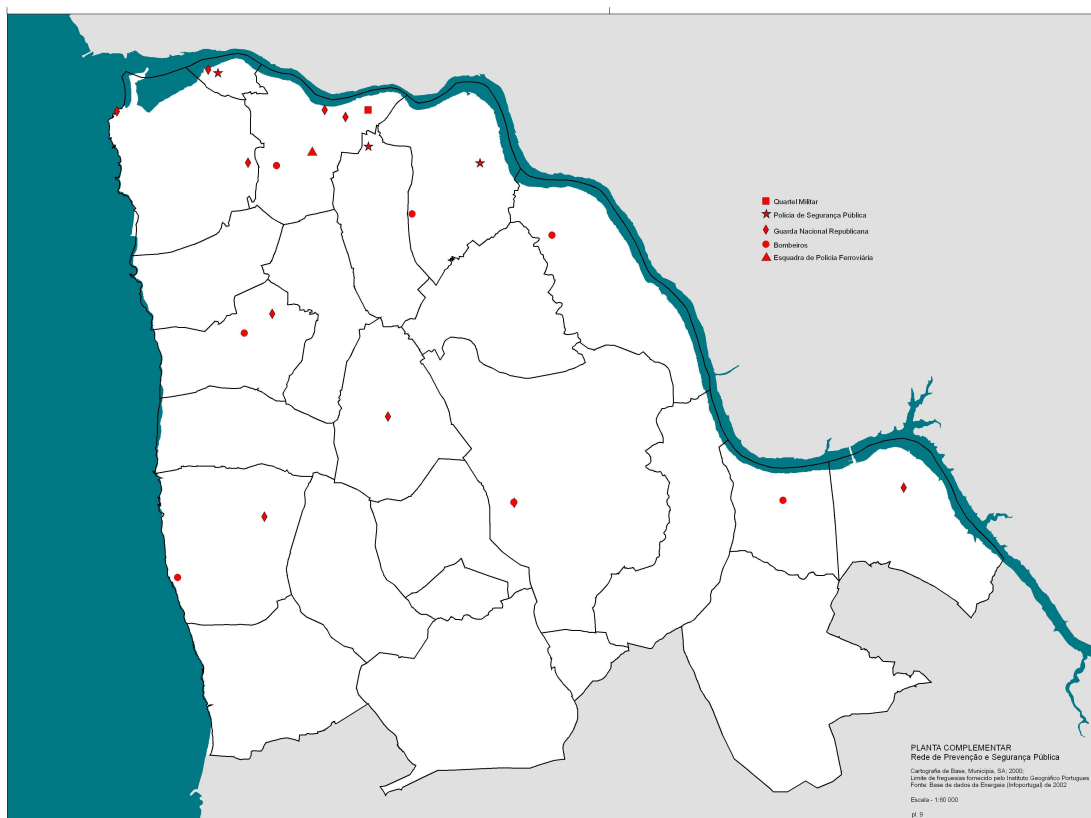 Quartel Militar
Policia de Segurança Pública
Guarda Nacional Republicana
Bombeiros
Esquadra de Policia Ferroviária
PLANTA COMPLEMENTAR
Rede de Prevenção e Segurança Pública
Cartografia de Base, Municipia, SA; 2000;
Limite de freguesias fornecido pelo Instituto Geográfico Portugues
Fonte: Base de dados da Energaia (Infoportugal) de 2002
Escala - 1:60 000
pl. 9